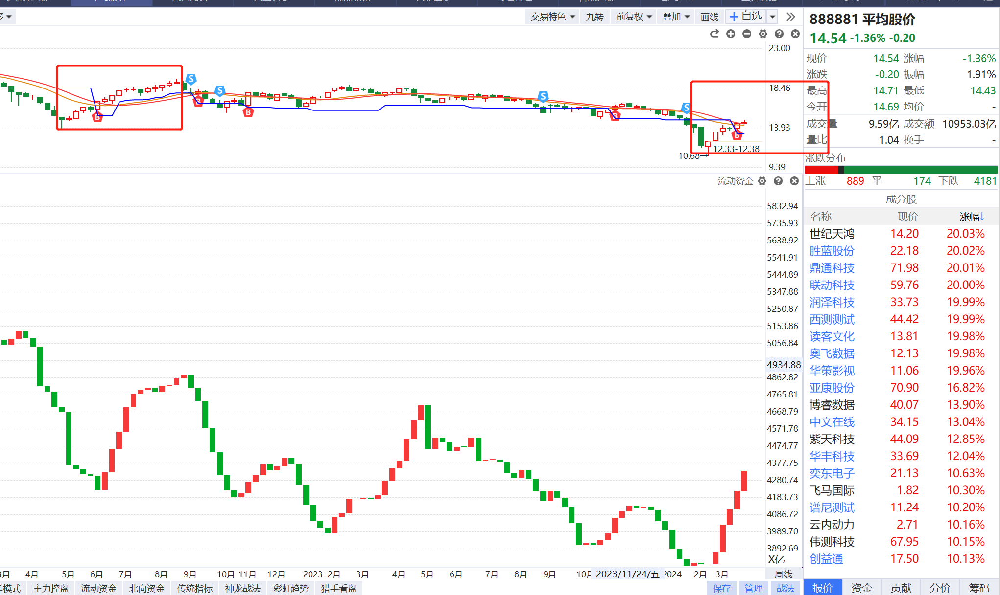 多
交易特色 九转 前复权 叠加 画线 +自选
23.00
18.46
13.93
9.39
S
S
S
S
B
B
B
B
B
12.33-12.38
10.68→
流动资金
5832.94
5735.93
5638.92
5541.91
5444.89
5347.88
5250.87
5153.86
5056.84
4934.88
4862.82
4765.81
4668.79
4571.78
4474.77
4377.75
4280.74
4183.73
4086.72
3989.70
3892.69
X亿
3月 4月 5月 6月 7月 8月 9月 10月 11月 12月 2023 2月 3月 4月 5月 6月 7月 8月 9月 10月 2023/11/24/五 2024 2月 3月 周线
主力控盘 流动资金 北向资金 传统指标 神龙战法 彩虹趋势 猎手看盘 保存 管理 战法
888881 平均股价
14.54 -1.36% -0.20
现价 14.54 涨幅 -1.36%
涨跌 -0.20 振幅 1.91%
最高 14.71 最低 14.43
今开 14.69 均价 -
成交量 9.59亿 成交额 10953.03亿
量比 1.04 换手 -
涨跌分布
上涨 889 平 174 下跌 4181
成分股
名称 现价 涨幅↓
世纪天鸿 14.20 20.03%
胜蓝股份 22.18 20.02%
鼎通科技 71.98 20.01%
联动科技 59.76 20.00%
润泽科技 33.73 19.99%
西测测试 44.42 19.99%
读客文化 13.81 19.98%
奥飞数据 12.13 19.98%
华策影视 11.06 19.96%
亚康股份 70.90 16.82%
博睿数据 40.07 13.90%
中文在线 34.15 13.04%
紫天科技 44.09 12.85%
华丰科技 33.69 12.04%
奕东电子 21.13 10.63%
飞马国际 1.82 10.30%
谱尼测试 11.24 10.20%
云内动力 2.71 10.16%
伟测科技 67.95 10.15%
创益通 17.50 10.13%
报价 资金 贡献 分价 筹码